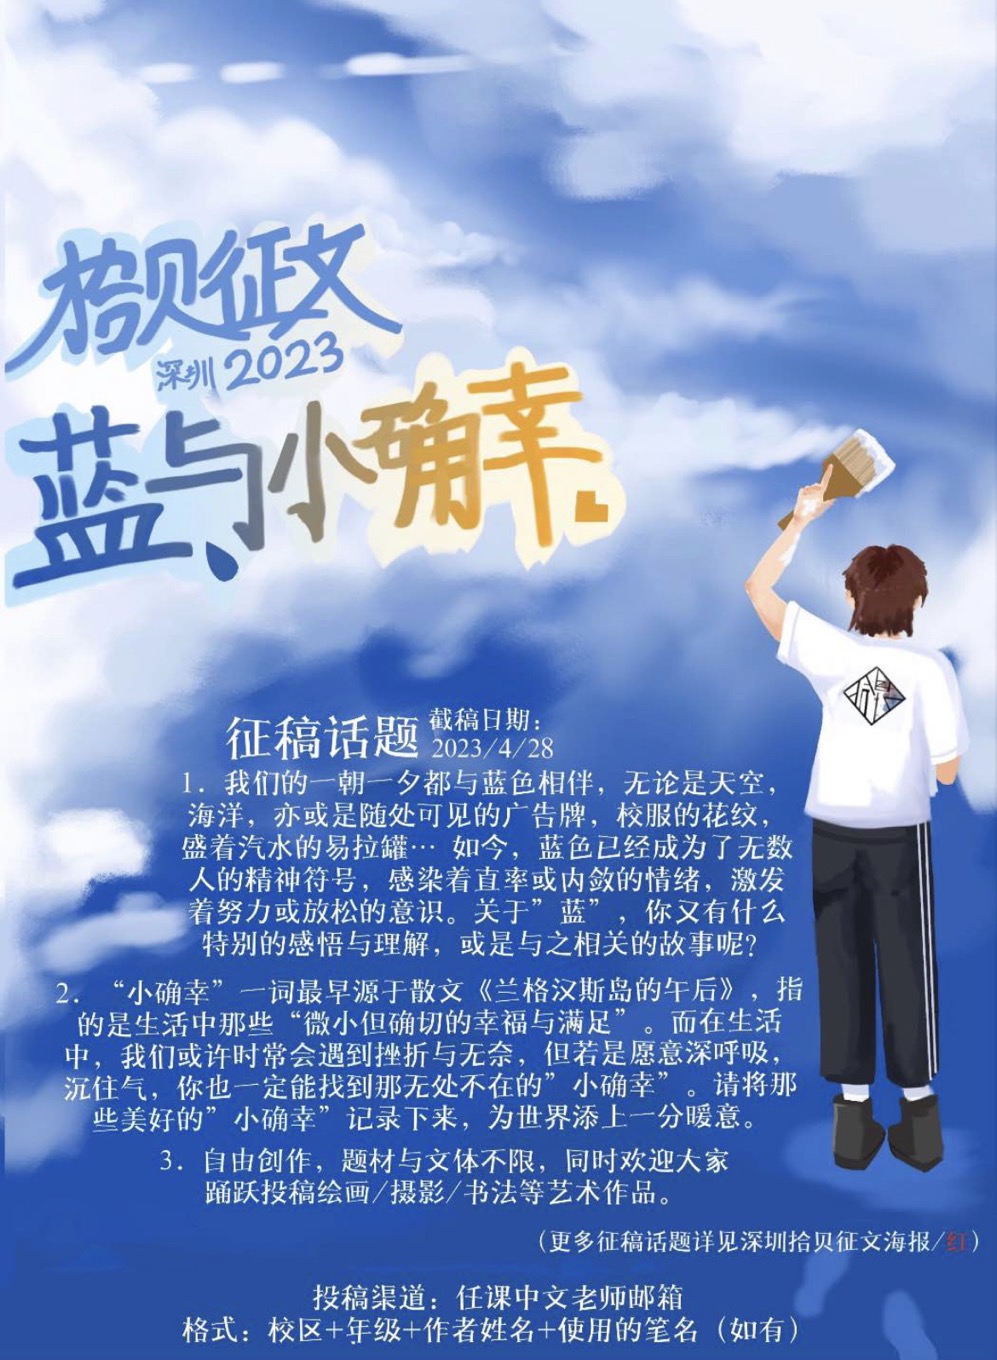 拾贝征文
深圳 2023
蓝与小确幸
征稿话题
截稿日期：
2023/4/28
1. 我们的一朝一夕都与蓝色相伴，无论是天空，
海洋，亦或是随处可见的广告牌，校服的花纹，
盛着汽水的易拉罐… 如今，蓝色已经成为了无数
人的精神符号，感染着直率或内敛的情绪，激发
着努力或放松的意识。关于”蓝”，你又有什么
特别的感悟与理解，或是与之相关的故事呢？
2. “小确幸”一词最早源于散文《兰格汉斯岛的午后》，指
的是生活中那些“微小但确切的幸福与满足”。而在生活
中，我们或许时常会遇到挫折与无奈，但若是愿意深呼吸，
沉住气，你也一定能找到那无处不在的”小确幸”。请将那
些美好的”小确幸”记录下来，为世界添上一分暖意。
3. 自由创作，题材与文体不限，同时欢迎大家
踊跃投稿绘画/摄影/书法等艺术作品。
（更多征稿话题详见深圳拾贝征文海报/红）
投稿渠道：任课中文老师邮箱
格式：校区+年级+作者姓名+使用的笔名（如有）